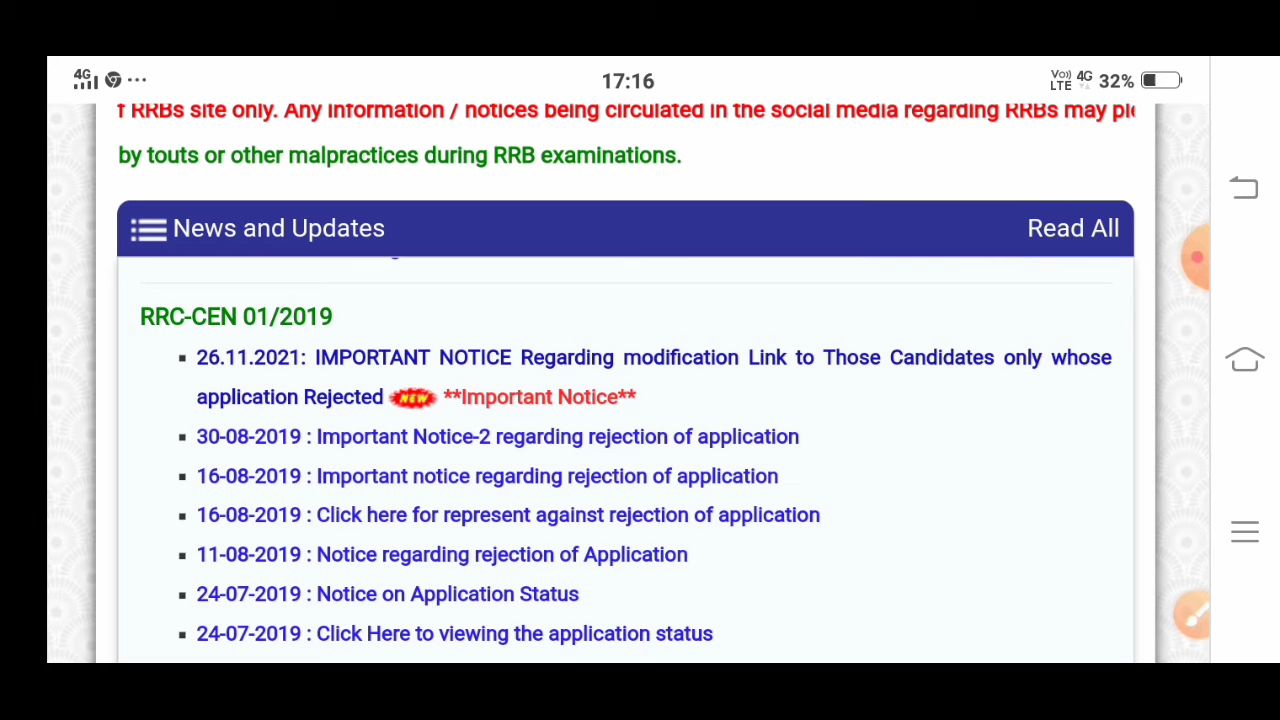 4G 17:16 Vo)) LTE 4G 32%
f RRBs site only. Any information / notices being circulated in the social media regarding RRBs may
by touts or other malpractices during RRB examinations.
News and Updates Read All
RRC-CEN 01/2019
26.11.2021: IMPORTANT NOTICE Regarding modification Link to Those Candidates only whose
application Rejected NEW **Important Notice**
30-08-2019 : Important Notice-2 regarding rejection of application
16-08-2019 : Important notice regarding rejection of application
16-08-2019 : Click here for represent against rejection of application
11-08-2019 : Notice regarding rejection of Application
24-07-2019 : Notice on Application Status
24-07-2019 : Click Here to viewing the application status